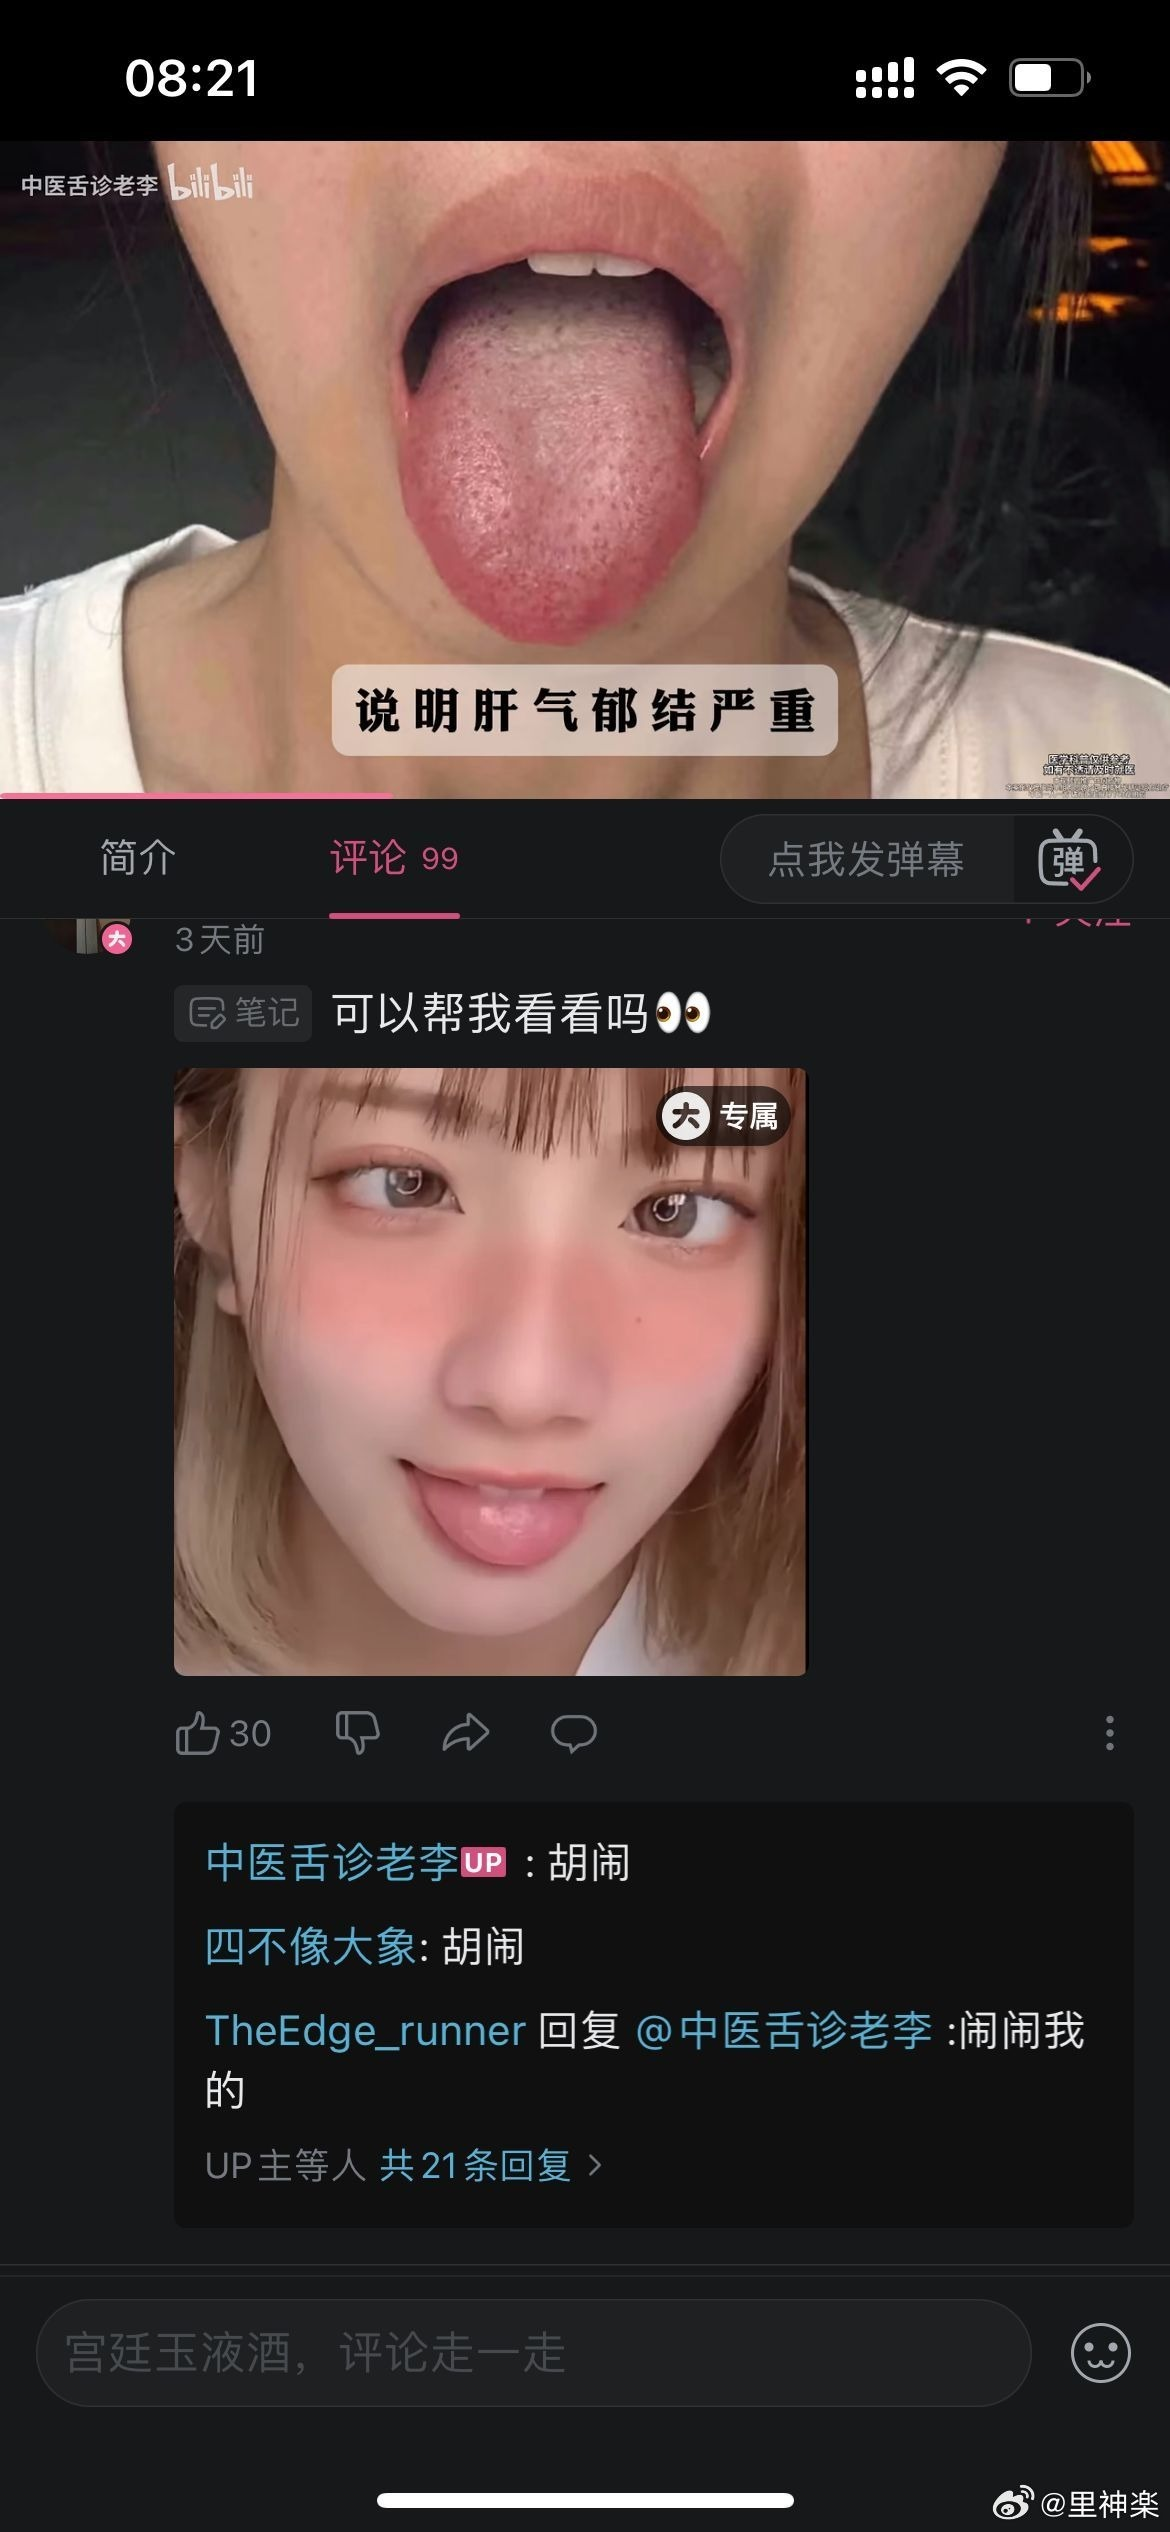 08:21
中医舌诊老李 bilibili
说明肝气郁结严重
医学科普仅供参考
如有不适请及时就医
简介
评论 99
点我发弹幕
弹
3天前
笔记 可以帮我看看吗👀
专属
30
中医舌诊老李UP : 胡闹
四不像大象: 胡闹
TheEdge_runner 回复 @中医舌诊老李 :闹闹我
的
UP主等人 共21条回复 >
宫廷玉液酒，评论走一走
@里神楽